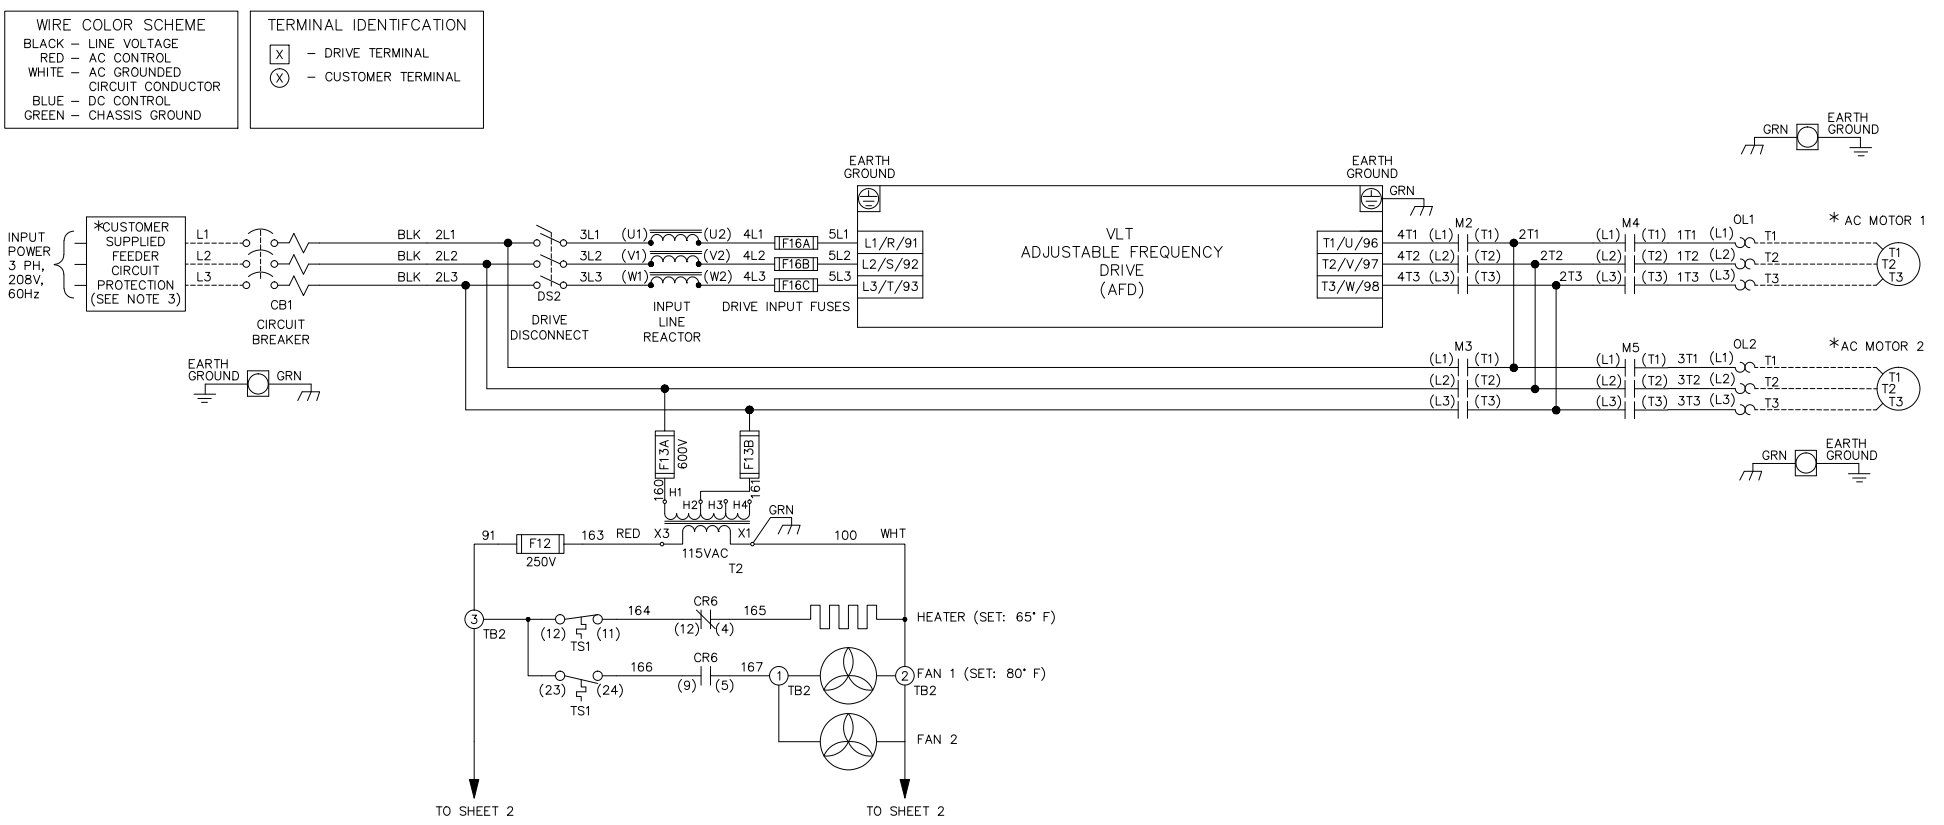 WIRE COLOR SCHEME
BLACK – LINE VOLTAGE
RED – AC CONTROL
WHITE – AC GROUNDED
CIRCUIT CONDUCTOR
BLUE – DC CONTROL
GREEN – CHASSIS GROUND
TERMINAL IDENTIFCATION
X – DRIVE TERMINAL
X – CUSTOMER TERMINAL
GRN
EARTH
GROUND
EARTH
GROUND
EARTH
GROUND
GRN
INPUT
POWER
3 PH,
208V,
60Hz
*CUSTOMER
SUPPLIED
FEEDER
CIRCUIT
PROTECTION
(SEE NOTE 3)
L1
L2
L3
CB1
CIRCUIT
BREAKER
BLK 2L1
BLK 2L2
BLK 2L3
DS2
DRIVE
DISCONNECT
3L1 (U1) (U2) 4L1 F16A 5L1 L1/R/91
3L2 (V1) (V2) 4L2 F16B 5L2 L2/S/92
3L3 (W1) (W2) 4L3 F16C 5L3 L3/T/93
INPUT
LINE
REACTOR
DRIVE INPUT FUSES
VLT
ADJUSTABLE FREQUENCY
DRIVE
(AFD)
M2 M4 OL1 * AC MOTOR 1
T1/U/96 4T1 (L1) (T1) 2T1 (L1) (T1) 1T1 (L1) T1
T2/V/97 4T2 (L2) (T2) 2T2 (L2) (T2) 1T2 (L2) T2
T3/W/98 4T3 (L3) (T3) 2T3 (L3) (T3) 1T3 (L3) T3
T1
T2
T3
M3 M5 OL2 *AC MOTOR 2
(L1) (T1) (L1) (T1) 3T1 (L1) T1
(L2) (T2) (L2) (T2) 3T2 (L2) T2
(L3) (T3) (L3) (T3) 3T3 (L3) T3
T1
T2
T3
EARTH
GROUND
GRN
GRN
EARTH
GROUND
F13A
600V
F13B
160
161
H1 H2 H3 H4
GRN
91 F12 163 RED X3 X1 100 WHT
250V
115VAC
T2
3
TB2
(12) (11)
TS1
164
CR6
(12) (4)
165
HEATER (SET: 65° F)
(23) (24)
TS1
166
CR6
(9) (5)
167
1
TB2
2
TB2
FAN 1 (SET: 80° F)
FAN 2
TO SHEET 2
TO SHEET 2